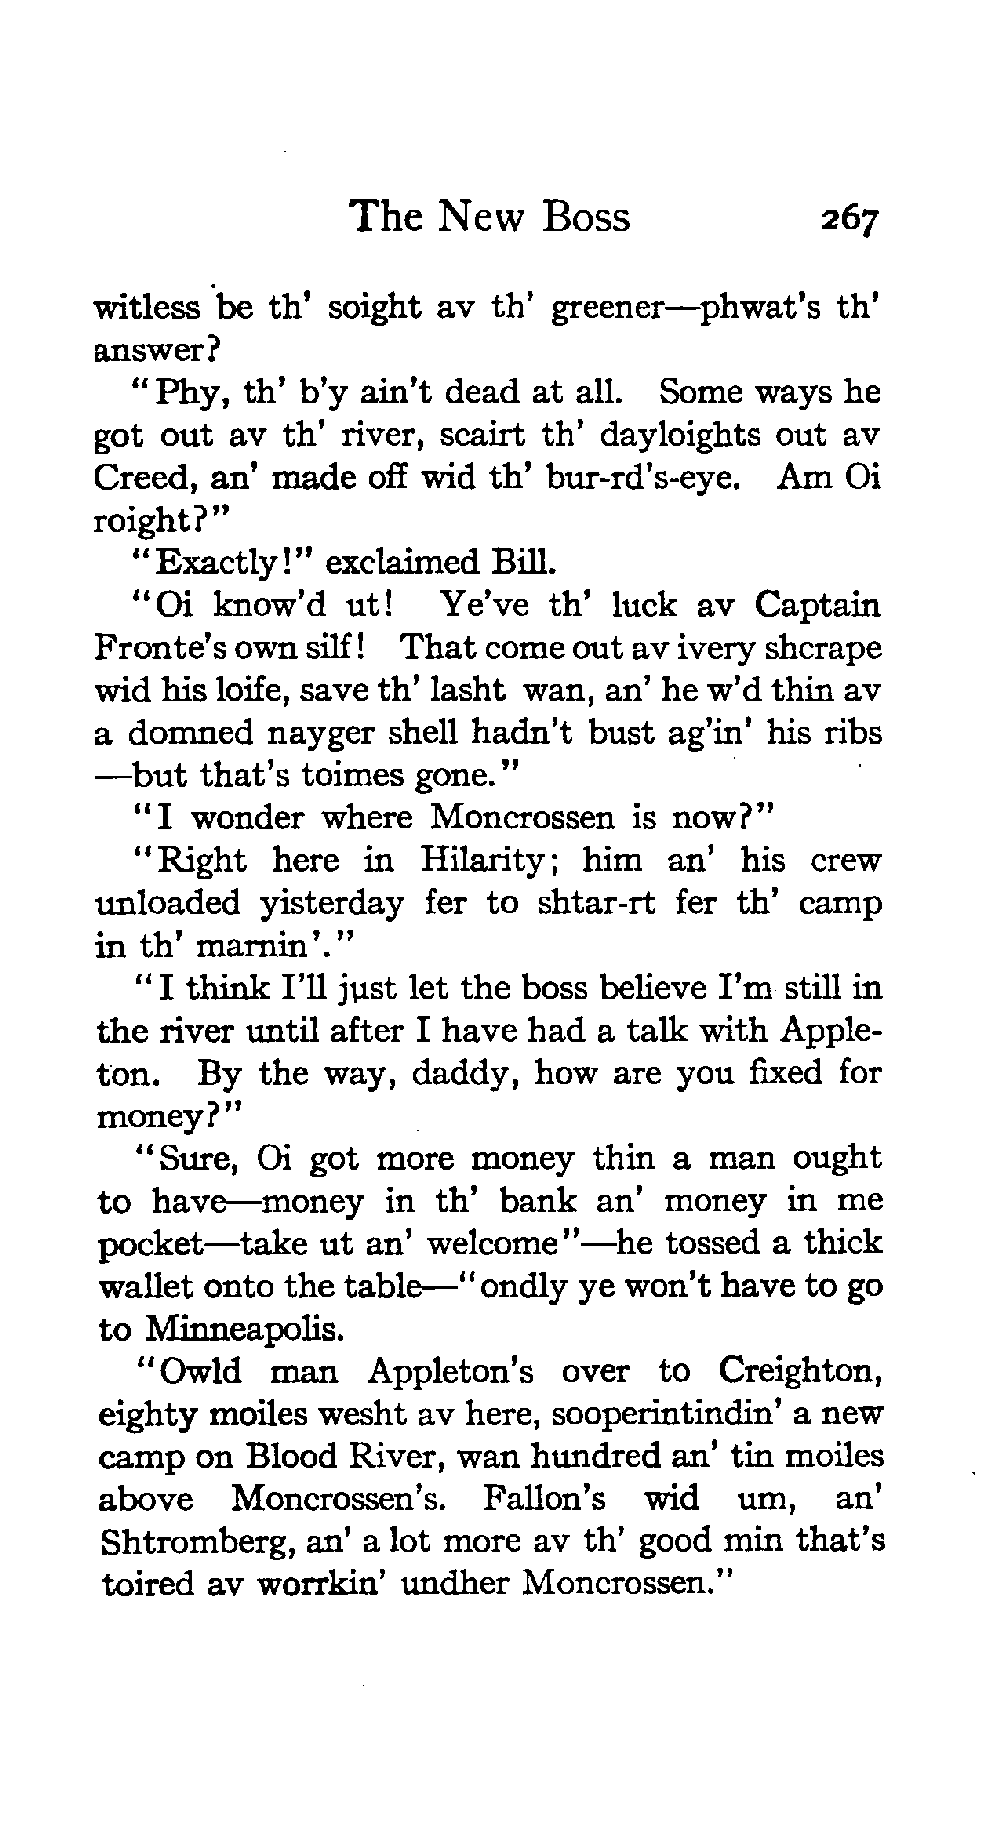 The New Boss 267
witless be th' soight av th' greener—phwat's th'
answer?
"Phy, th' b'y ain't dead at all. Some ways he
got out av th' river, scairt th' dayloights out av
Creed, an' made off wid th' bur-rd's-eye. Am Oi
roight?"
"Exactly!" exclaimed Bill.
"Oi know'd ut! Ye've th' luck av Captain
Fronte's own silf! That come out av ivery shcrape
wid his loife, save th' lasht wan, an' he w'd thin av
a domned nayger shell hadn't bust ag'in' his ribs
—but that's toimes gone."
"I wonder where Moncrossen is now?"
"Right here in Hilarity; him an' his crew
unloaded yisterday fer to shtar-rt fer th' camp
in th' marnin'."
"I think I'll just let the boss believe I'm still in
the river until after I have had a talk with Apple-
ton. By the way, daddy, how are you fixed for
money?"
"Sure, Oi got more money thin a man ought
to have—money in th' bank an' money in me
pocket—take ut an' welcome"—he tossed a thick
wallet onto the table—"ondly ye won't have to go
to Minneapolis.
"Owld man Appleton's over to Creighton,
eighty moiles wesht av here, sooperintindin' a new
camp on Blood River, wan hundred an' tin moiles
above Moncrossen's. Fallon's wid um, an'
Shtromberg, an' a lot more av th' good min that's
toired av worrkin' undher Moncrossen."